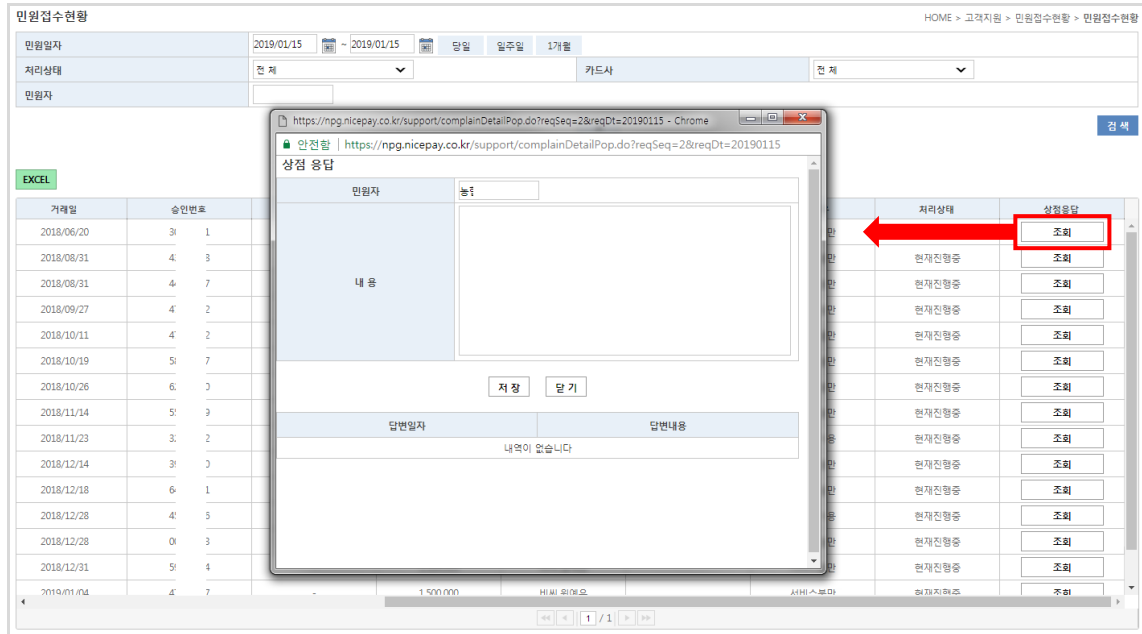 민원접수현황
HOME > 고객지원 > 민원접수현황 > 민원접수현황
민원일자 2019/01/15 ~ 2019/01/15 당일 일주일 1개월
처리상태 전 체 카드사 전 체
민원자
검 색
https://npg.nicepay.co.kr/support/complainDetailPop.do?reqSeq=2&reqDt=20190115 - Chrome
안전함 | https://npg.nicepay.co.kr/support/complainDetailPop.do?reqSeq=2&reqDt=20190115
상점 응답
민원자
내 용
저 장 닫 기
답변일자 답변내용
내역이 없습니다
EXCEL
거래일 승인번호 처리상태 상점응답
2018/06/20 조회
2018/08/31 현재진행중 조회
2018/08/31 현재진행중 조회
2018/09/27 현재진행중 조회
2018/10/11 현재진행중 조회
2018/10/19 현재진행중 조회
2018/10/26 현재진행중 조회
2018/11/14 현재진행중 조회
2018/11/23 현재진행중 조회
2018/12/14 현재진행중 조회
2018/12/18 현재진행중 조회
2018/12/28 현재진행중 조회
2018/12/28 현재진행중 조회
2018/12/31 현재진행중 조회
2019/01/04 - 1,500,000 서비스불만 현재진행중 조회
1 / 1